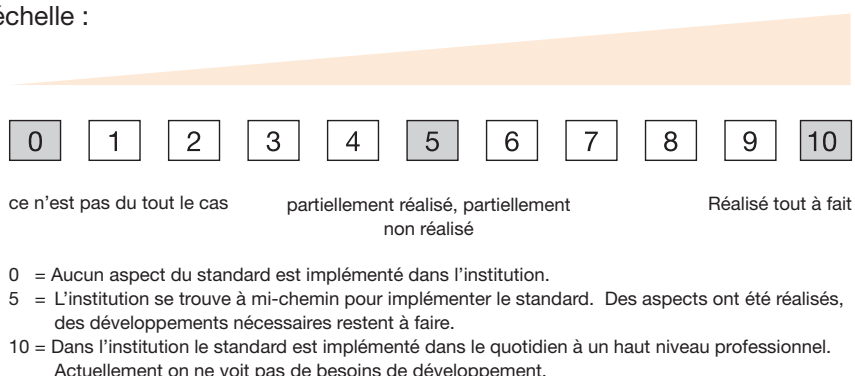 échelle :
0 1 2 3 4 5 6 7 8 9 10
ce n'est pas du tout le cas
partiellement réalisé, partiellement
non réalisé
Réalisé tout à fait
0 = Aucun aspect du standard est implémenté dans l'institution.
5 = L'institution se trouve à mi-chemin pour implémenter le standard. Des aspects ont été réalisés,
des développements nécessaires restent à faire.
10 = Dans l'institution le standard est implémenté dans le quotidien à un haut niveau professionnel.
Actuellement on ne voit pas de besoins de développement.